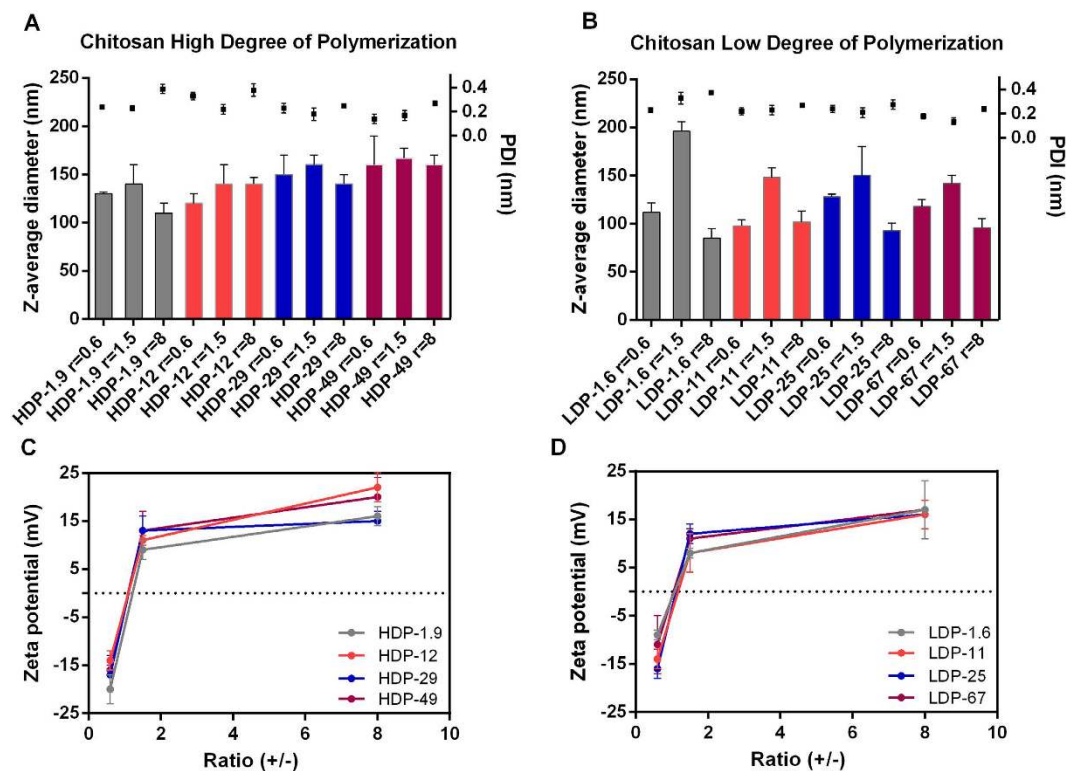 A
Chitosan High Degree of Polymerization
Z-average diameter (nm)
250
200
150
100
50
0
0.4
0.2
0.0
PDI (nm)
HDP-1.9 r=0.6
HDP-1.9 r=1.5
HDP-1.9 r=8
HDP-12 r=0.6
HDP-12 r=1.5
HDP-12 r=8
HDP-29 r=0.6
HDP-29 r=1.5
HDP-29 r=8
HDP-49 r=0.6
HDP-49 r=1.5
HDP-49 r=8
B
Chitosan Low Degree of Polymerization
Z-average diameter (nm)
250
200
150
100
50
0
0.4
0.2
0.0
PDI (nm)
LDP-1.6 r=0.6
LDP-1.6 r=1.5
LDP-1.6 r=8
LDP-11 r=0.6
LDP-11 r=1.5
LDP-11 r=8
LDP-25 r=0.6
LDP-25 r=1.5
LDP-25 r=8
LDP-67 r=0.6
LDP-67 r=1.5
LDP-67 r=8
C
Zeta potential (mV)
25
15
5
-5
-15
-25
HDP-1.9
HDP-12
HDP-29
HDP-49
0 2 4 6 8 10
Ratio (+/-)
D
Zeta potential (mV)
25
15
5
-5
-15
-25
LDP-1.6
LDP-11
LDP-25
LDP-67
0 2 4 6 8 10
Ratio (+/-)